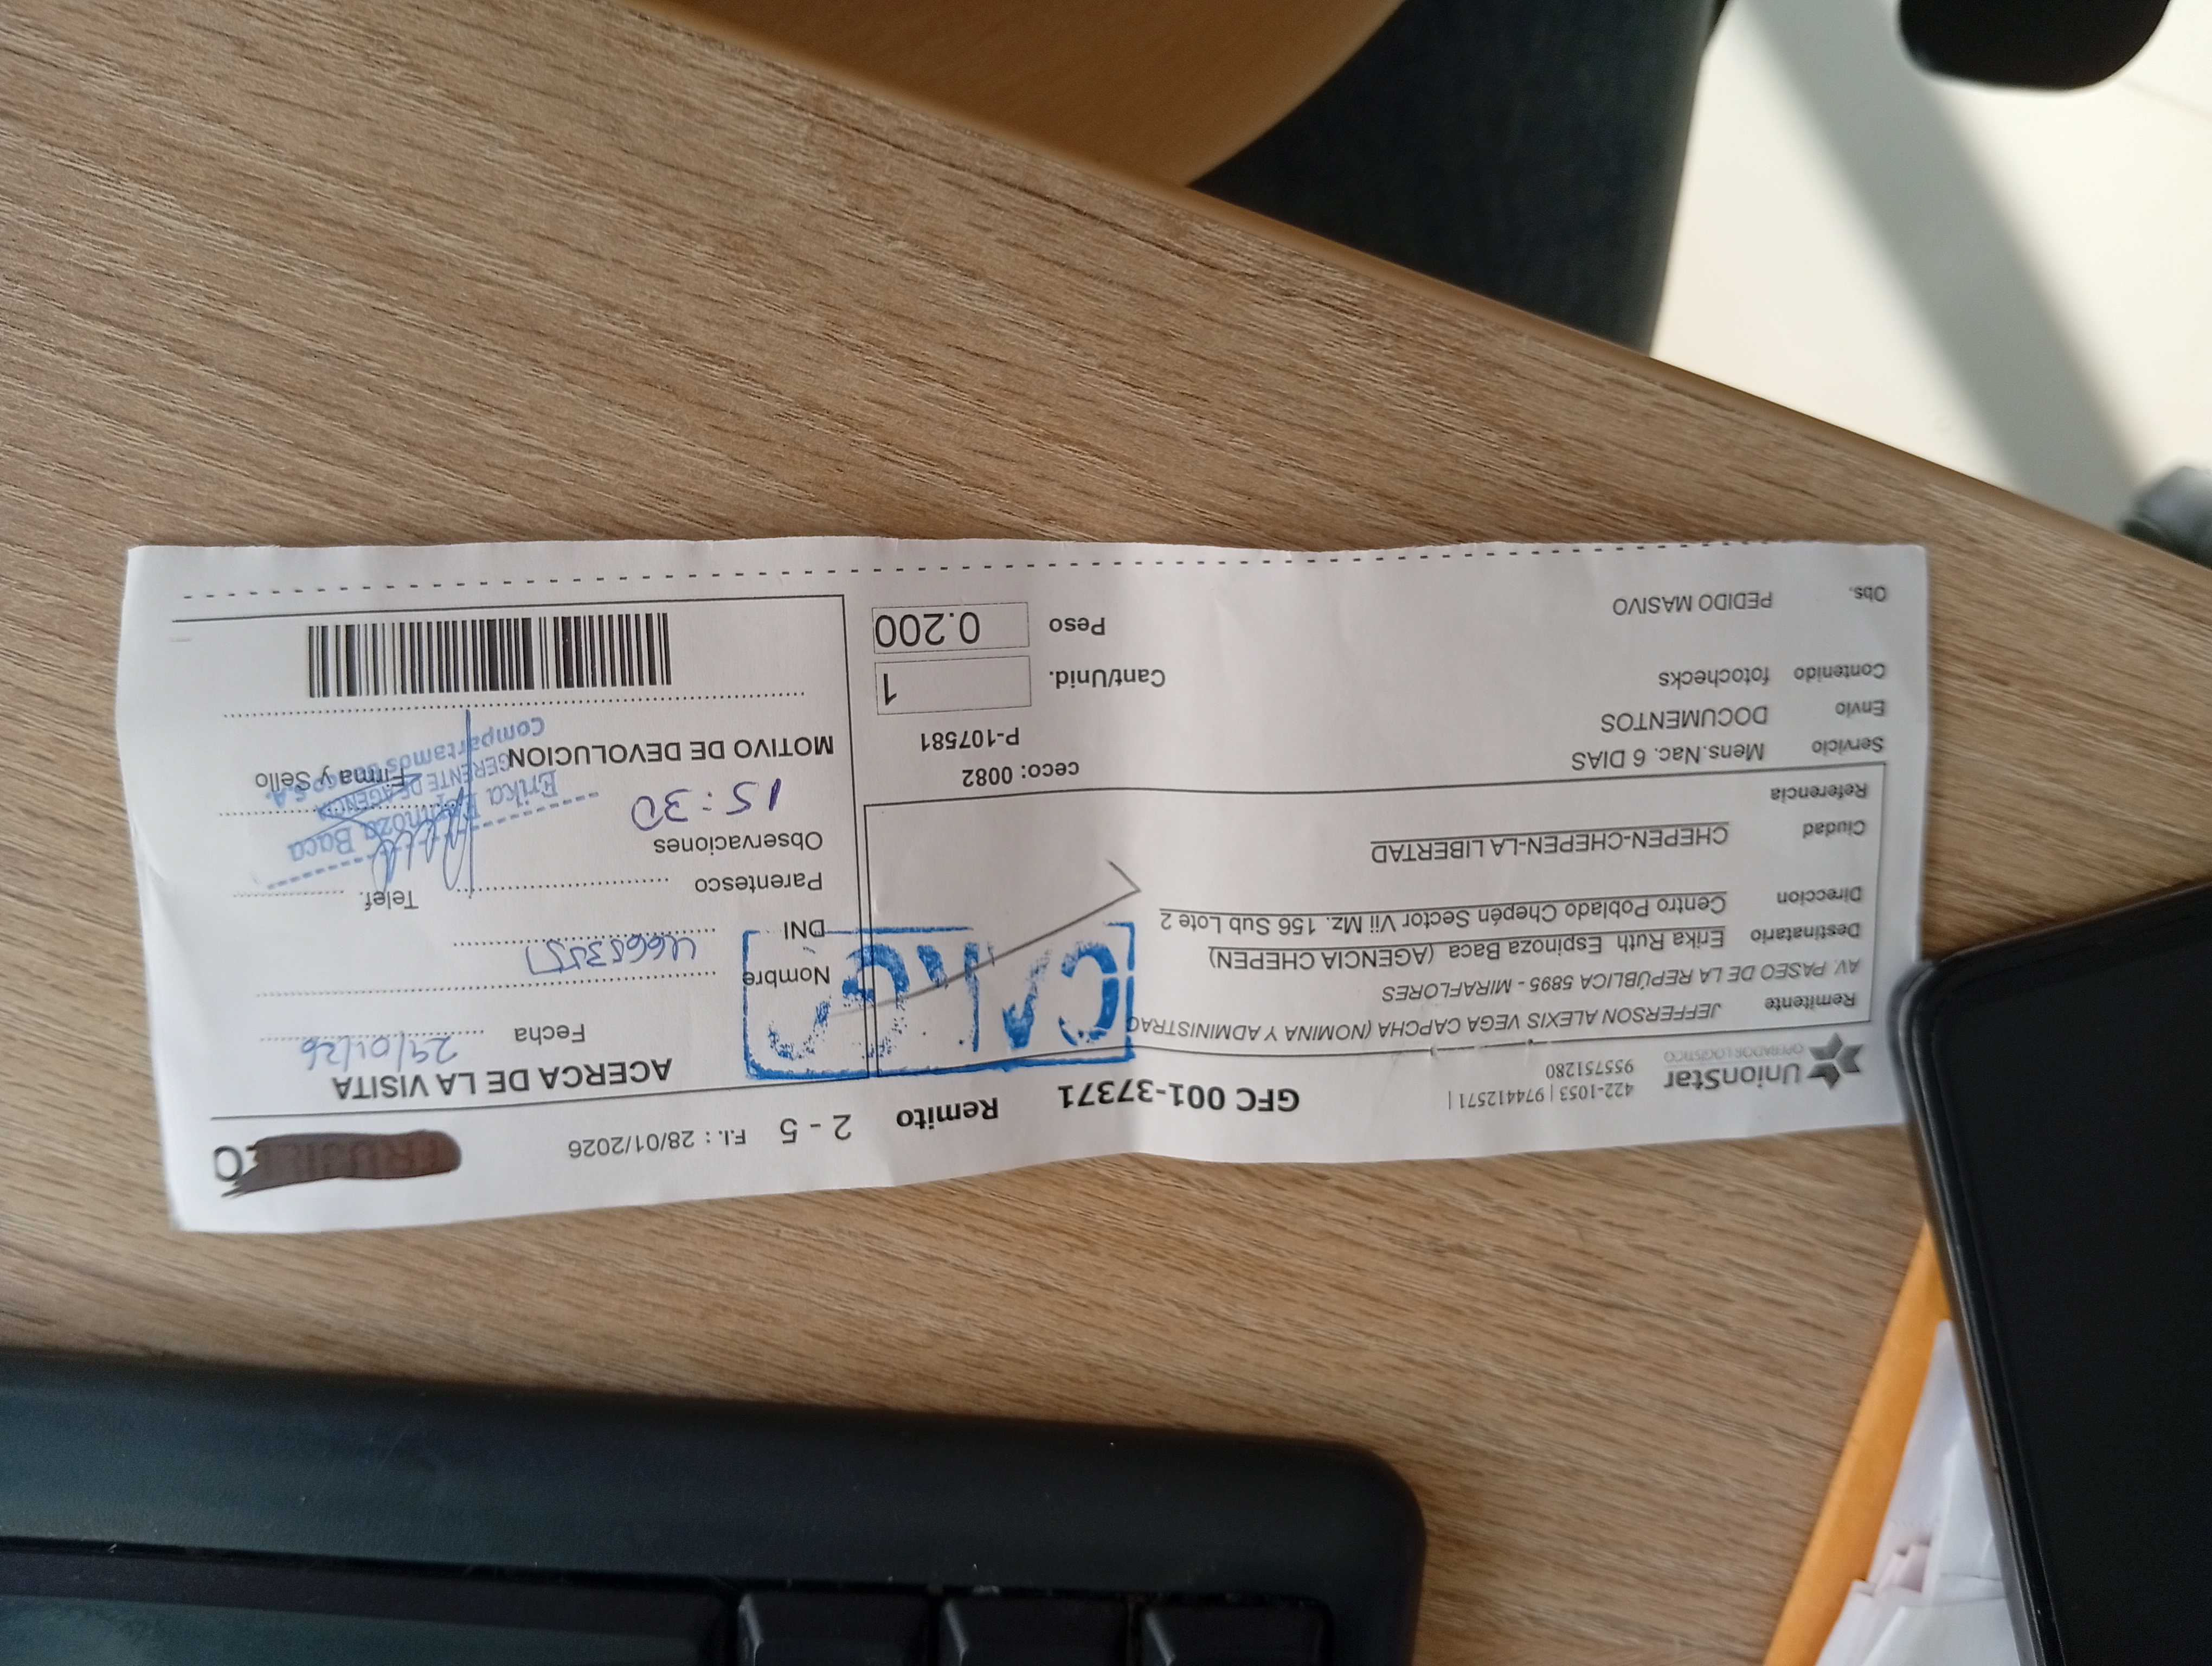 UnionStar
OPERADOR LOGÍSTICO
422-1053 | 974412571 |
955751280
GFC 001-37371
Remito
2 - 5
F.I. : 28/01/2026
Remitente JEFFERSON ALEXIS VEGA CAPCHA (NOMINA Y ADMINISTRAC
AV. PASEO DE LA REPÚBLICA 5895 - MIRAFLORES
Destinatario Erika Ruth Espinoza Baca (AGENCIA CHEPEN)
Direccion Centro Poblado Chepén Sector Vii Mz. 156 Sub Lote 2
Ciudad CHEPEN-CHEPEN-LA LIBERTAD
Referencia
Servicio Mens.Nac. 6 DIAS
Envio DOCUMENTOS
Contenido fotochecks
Obs. PEDIDO MASIVO
ceco: 0082
P-107581
Cant/Unid. 1
Peso 0.200
CARGO
ACERCA DE LA VISITA
Fecha 29/01/26
Nombre
DNI
Parentesco
Telef.
Observaciones
15:30
Firma y Sello
Erika Espinoza Baca
GERENTE DE AGENCIA
Compartamos
S.A.
MOTIVO DE DEVOLUCION